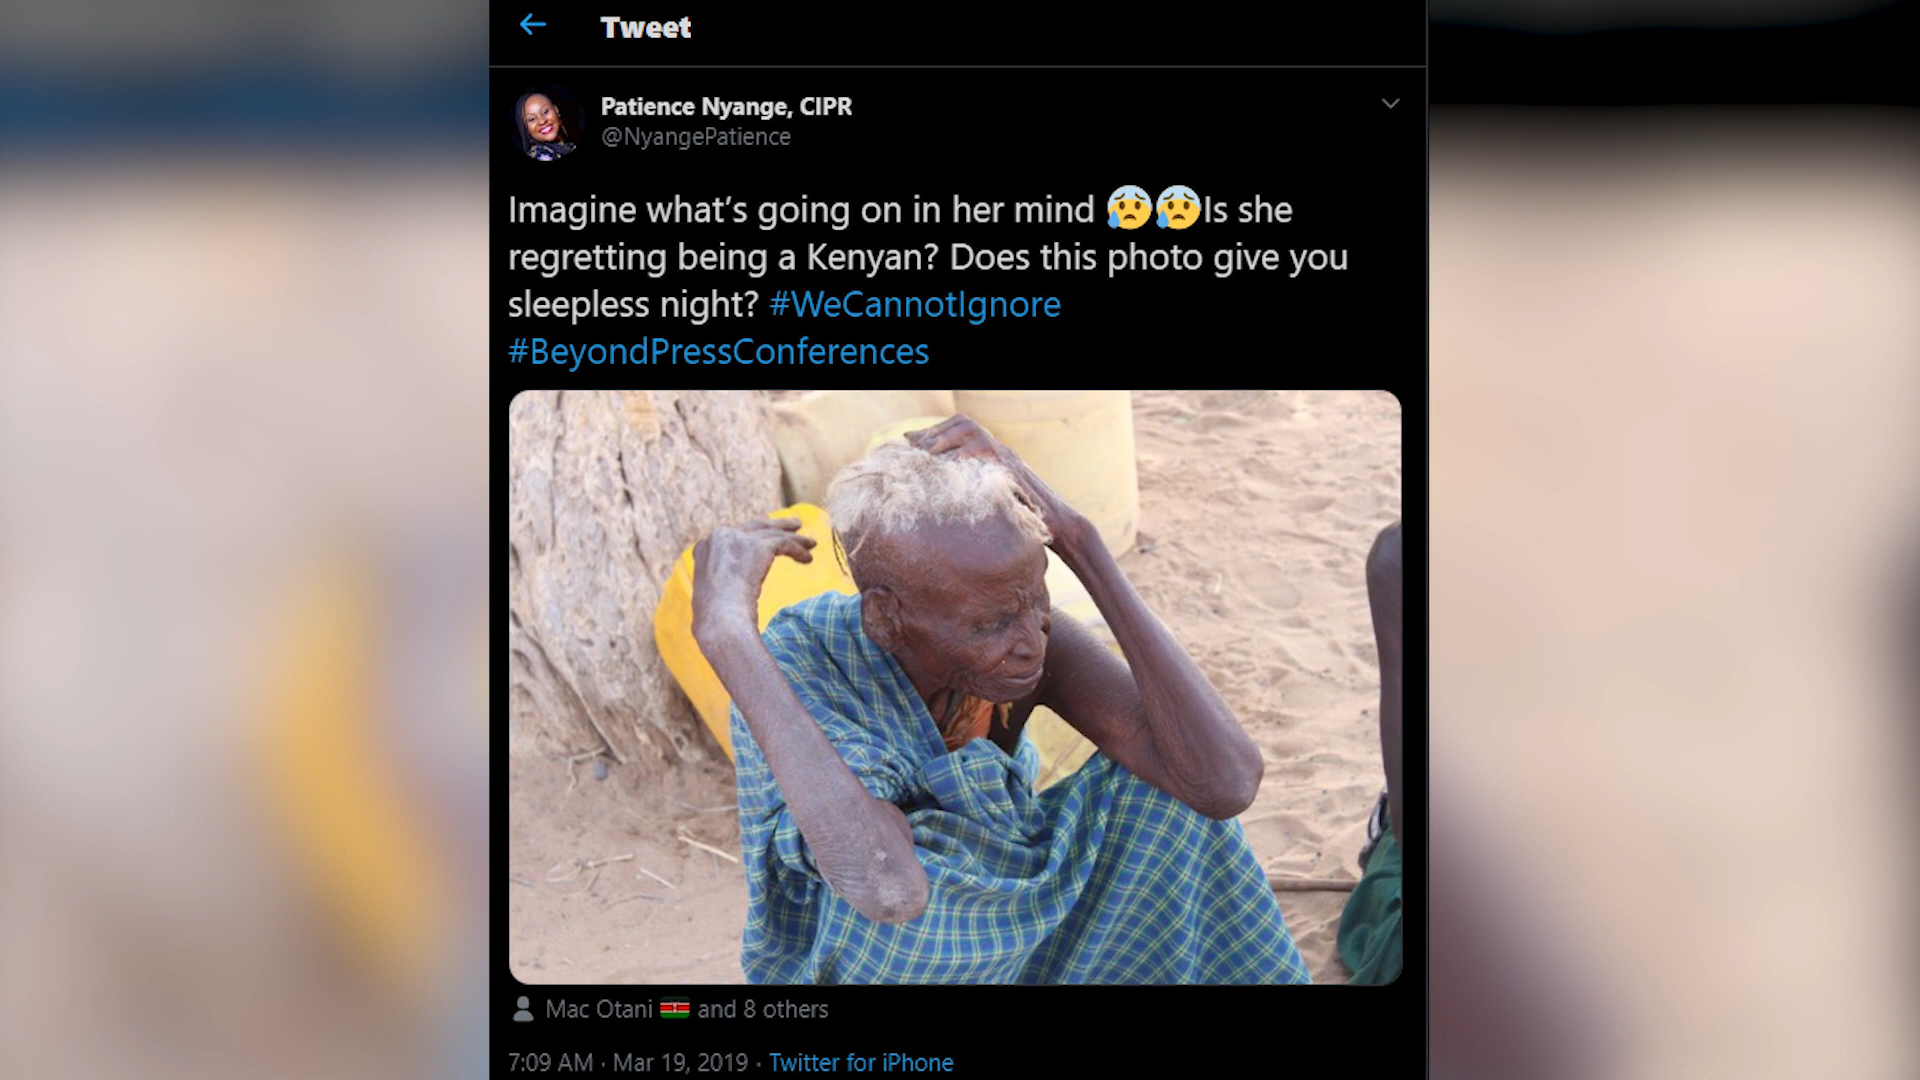 Tweet
Patience Nyange, CIPR
@NyangePatience
Imagine what's going on in her mind 😰😰Is she
regretting being a Kenyan? Does this photo give you
sleepless night? #WeCannotIgnore
#BeyondPressConferences
Mac Otani 🇰🇪 and 8 others
7:09 AM · Mar 19, 2019 · Twitter for iPhone